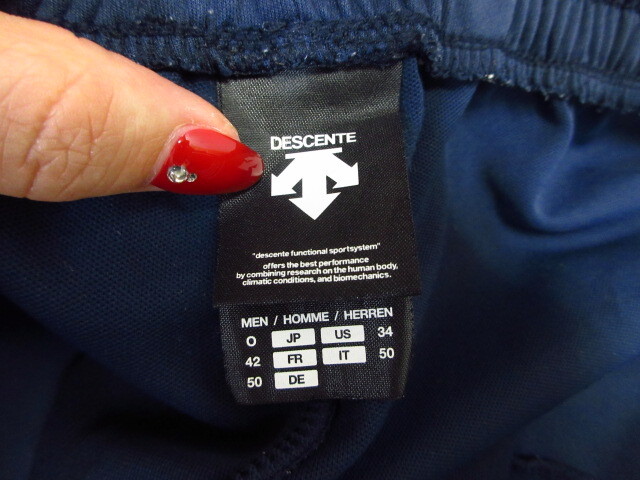 DESCENTE
"descente functional sportsystem"
offers the best performance
by combining research on the human body,
climatic conditions, and biomechanics.
MEN / HOMME / HERREN
O JP US 34
42 FR IT 50
50 DE